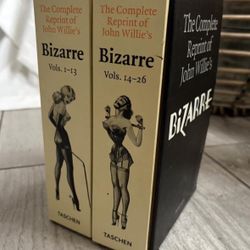 The Complete
Reprint of
John Willie's
Bizarre
Vols. 1-13
TASCHEN
The Complete
Reprint of
John Willie's
Bizarre
Vols. 14-26
TASCHEN
The Complete
Reprint of
John Willie's
BIZARRE